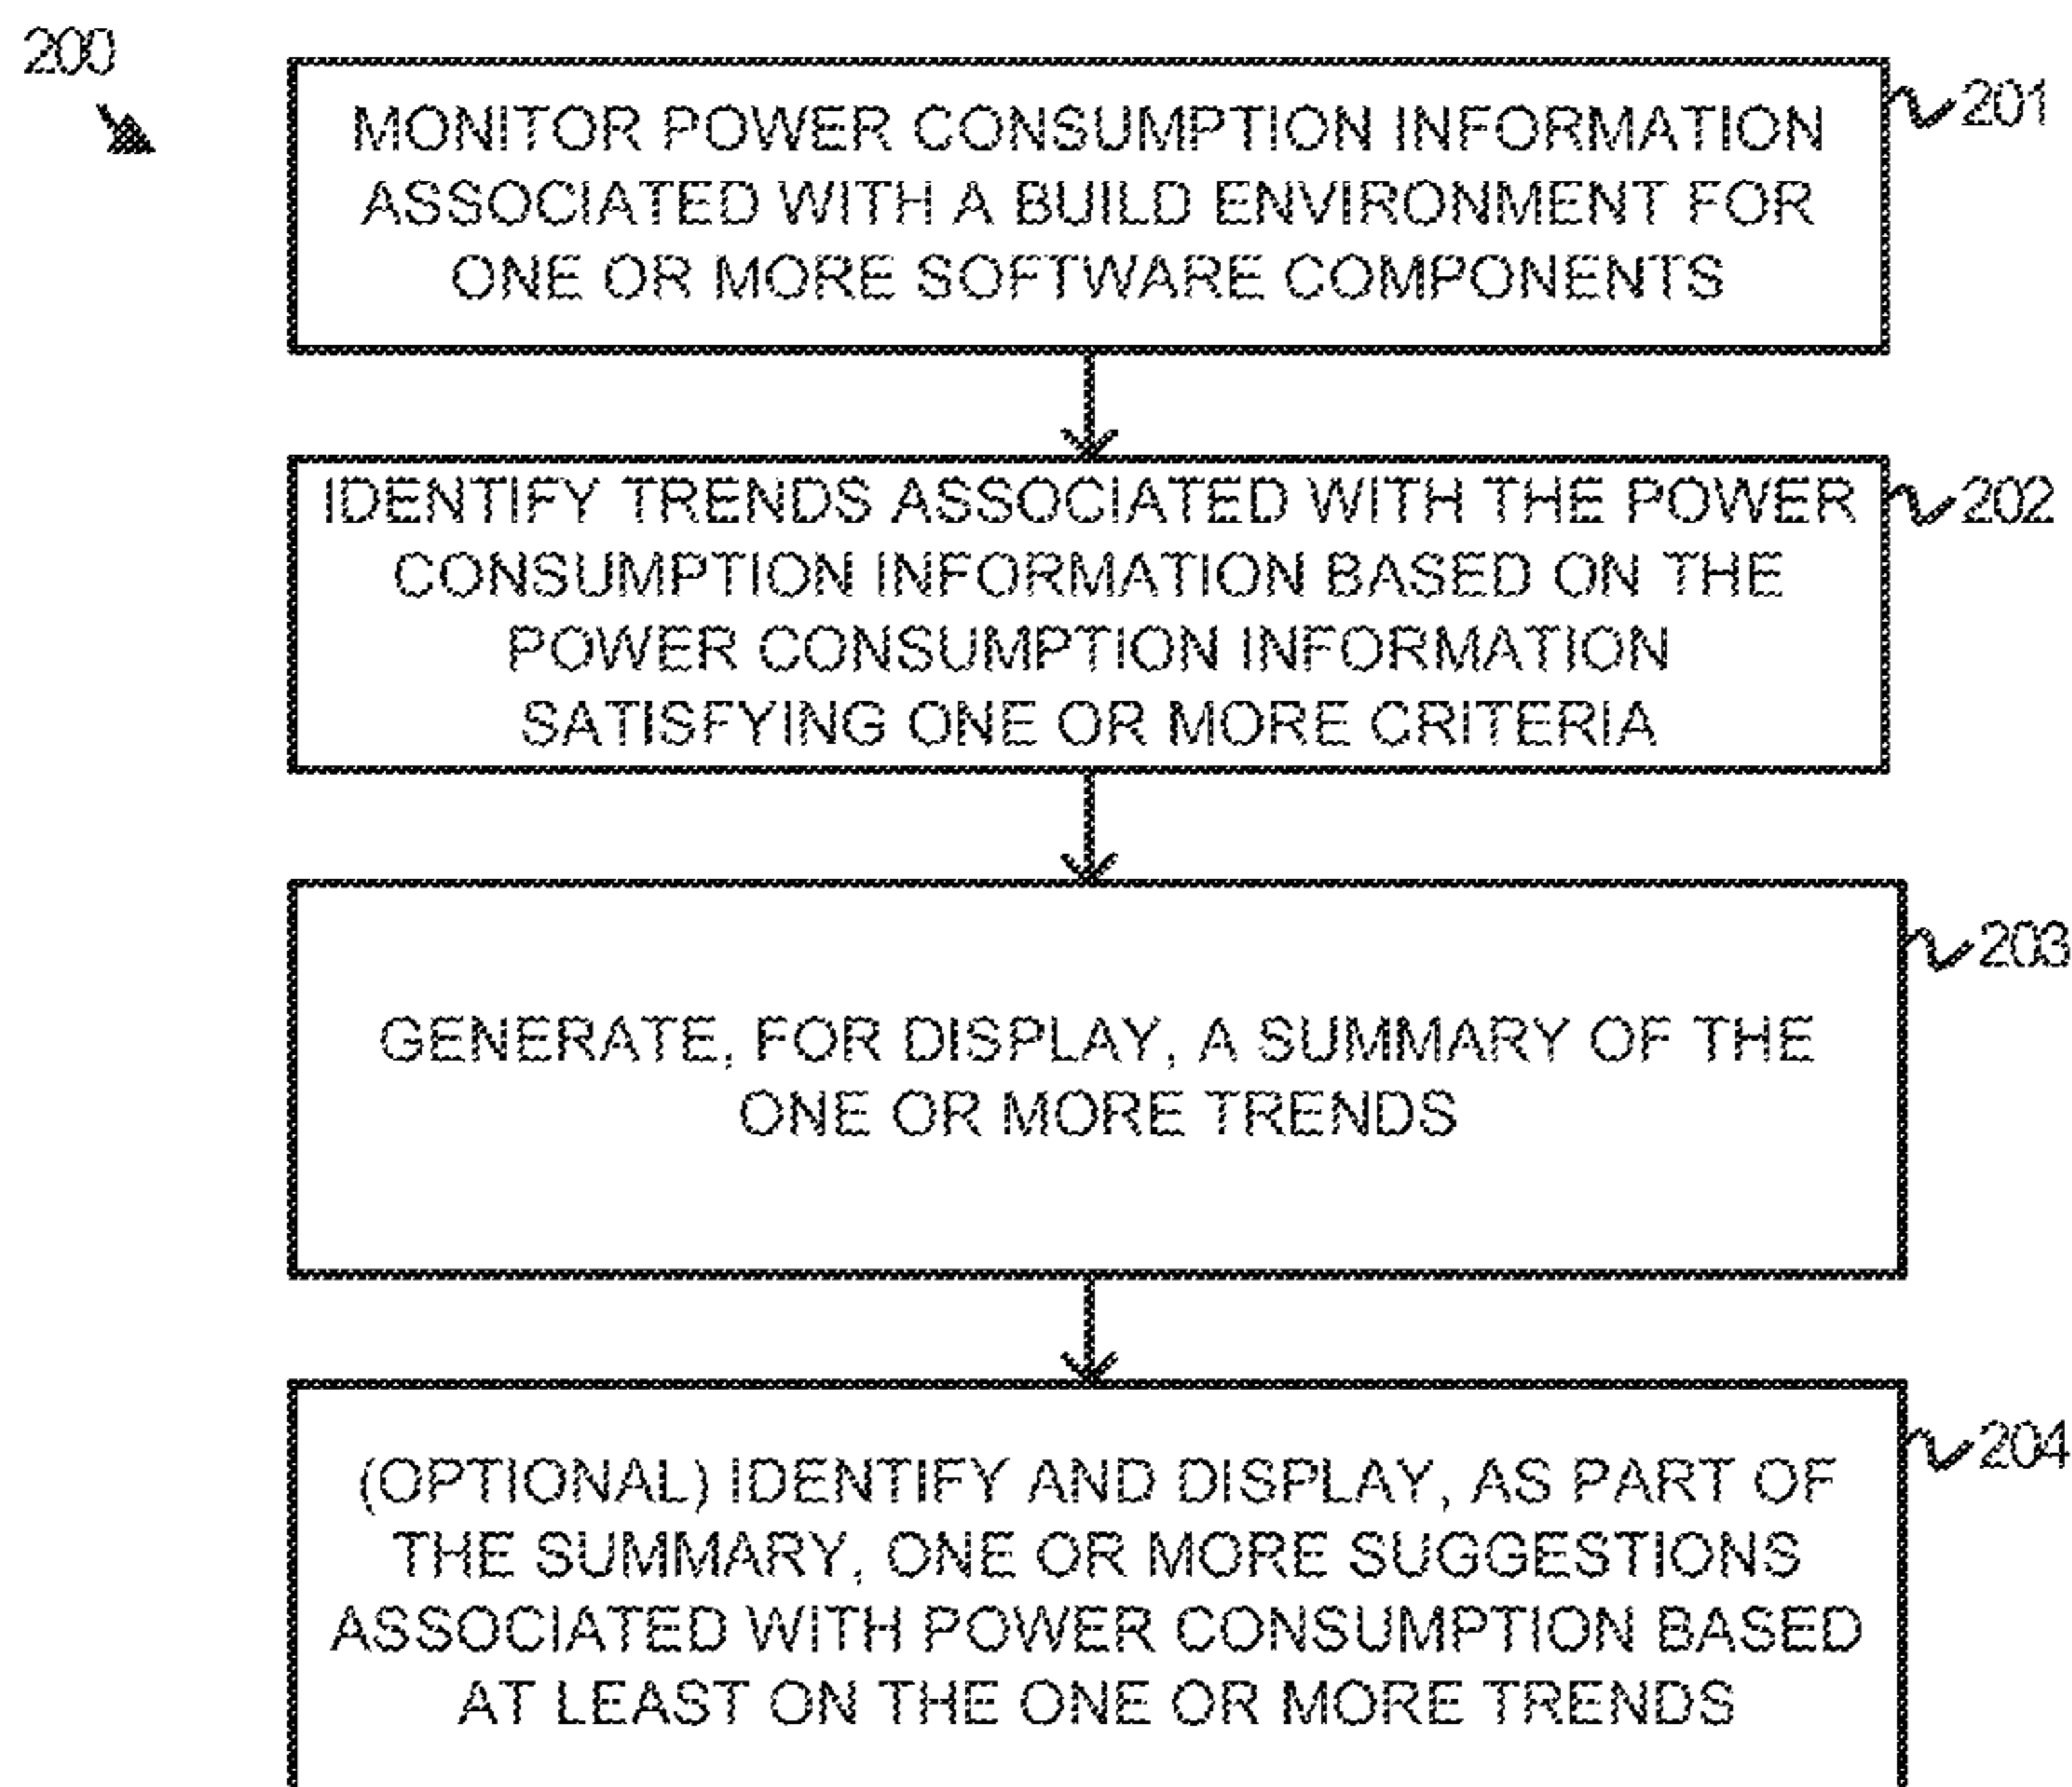 200
MONITOR POWER CONSUMPTION INFORMATION
ASSOCIATED WITH A BUILD ENVIRONMENT FOR
ONE OR MORE SOFTWARE COMPONENTS
201
IDENTIFY TRENDS ASSOCIATED WITH THE POWER
CONSUMPTION INFORMATION BASED ON THE
POWER CONSUMPTION INFORMATION
SATISFYING ONE OR MORE CRITERIA
202
GENERATE, FOR DISPLAY, A SUMMARY OF THE
ONE OR MORE TRENDS
203
(OPTIONAL) IDENTIFY AND DISPLAY, AS PART OF
THE SUMMARY, ONE OR MORE SUGGESTIONS
ASSOCIATED WITH POWER CONSUMPTION BASED
AT LEAST ON THE ONE OR MORE TRENDS
204